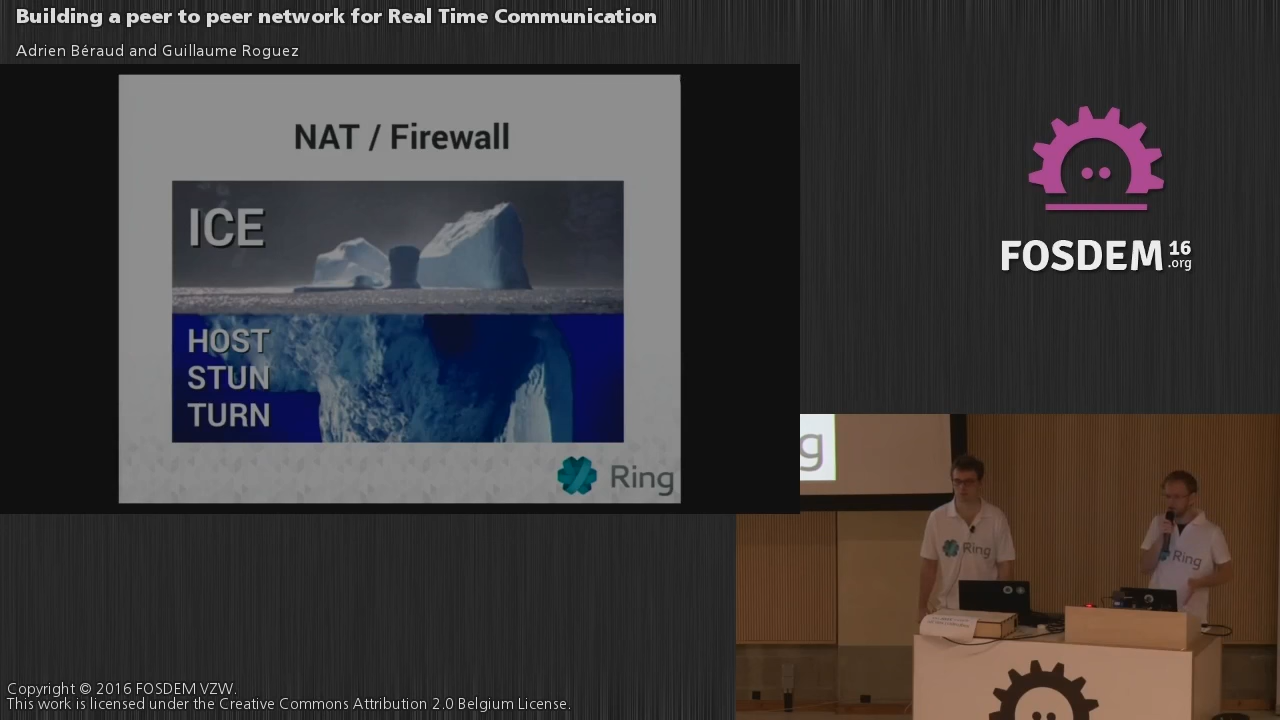 Building a peer to peer network for Real Time Communication
Adrien Béraud and Guillaume Roguez
NAT / Firewall
ICE
HOST
STUN
TURN
Ring
FOSDEM 16
.org
g
Ring
Ring
Copyright © 2016 FOSDEM VZW.
This work is licensed under the Creative Commons Attribution 2.0 Belgium License.